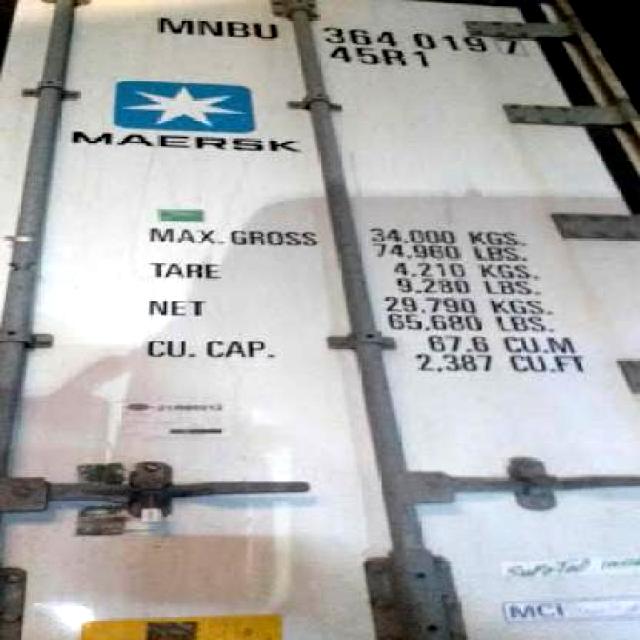 MNBU 364 019 7
45R1
MAERSK
MAX. GROSS 34.000 KGS.
74.960 LBS.
TARE 4.210 KGS.
9.280 LBS.
NET 29.790 KGS.
65.680 LBS.
CU. CAP. 67.6 CU.M
2.387 CU.FT
MCI